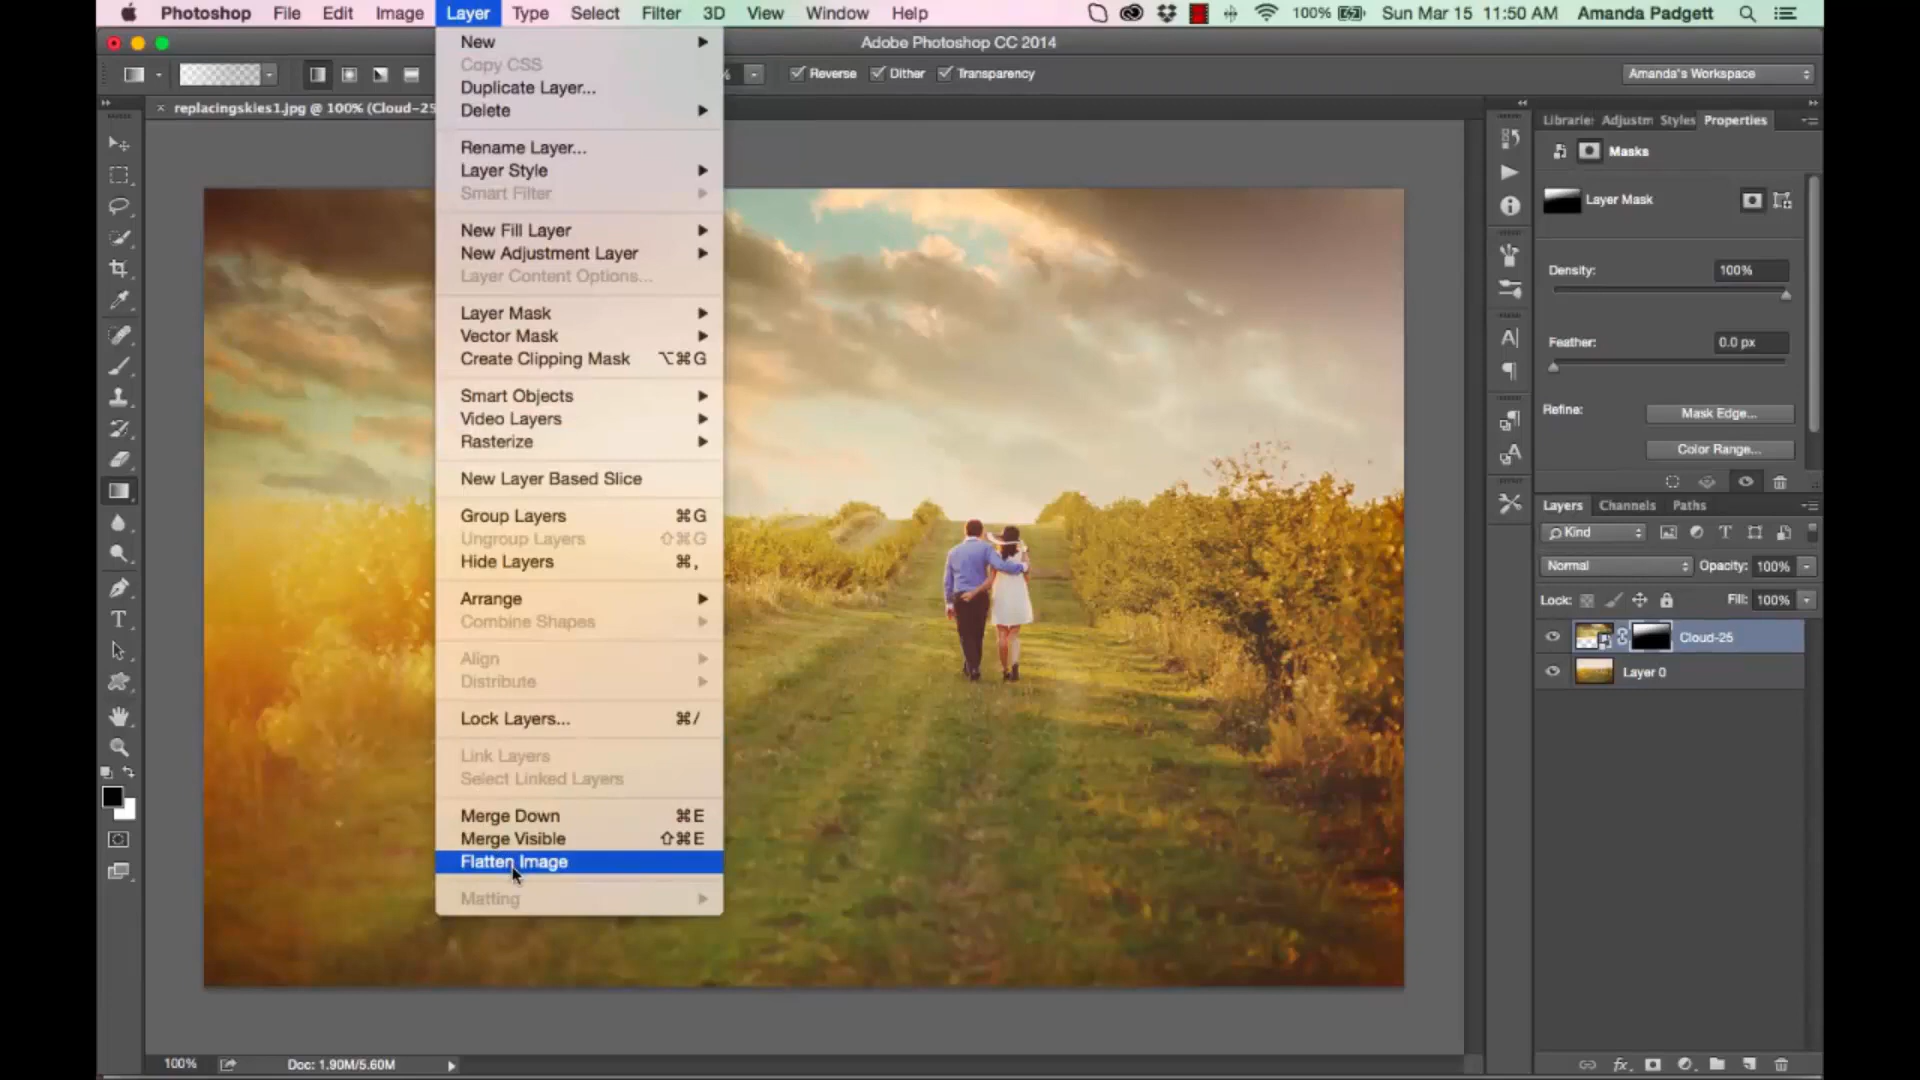 Photoshop File Edit Image Layer Type Select Filter 3D View Window Help 100% Sun Mar 15 11:50 AM Amanda Padgett
Adobe Photoshop CC 2014
% Reverse Dither Transparency Amanda's Workspace
replacingskies1.jpg @ 100% (Cloud-25
New
Copy CSS
Duplicate Layer...
Delete
Rename Layer...
Layer Style
Smart Filter
New Fill Layer
New Adjustment Layer
Layer Content Options...
Layer Mask
Vector Mask
Create Clipping Mask ⌥⌘G
Smart Objects
Video Layers
Rasterize
New Layer Based Slice
Group Layers ⌘G
Ungroup Layers ⇧⌘G
Hide Layers ⌘,
Arrange
Combine Shapes
Align
Distribute
Lock Layers... ⌘/
Link Layers
Select Linked Layers
Merge Down ⌘E
Merge Visible ⇧⌘E
Flatten Image
Matting
Librarie: Adjustm Styles Properties
Masks
Layer Mask
Density: 100%
Feather: 0.0 px
Refine: Mask Edge...
Color Range...
Layers Channels Paths
Kind
Normal Opacity: 100%
Lock: Fill: 100%
Cloud-25
Layer 0
100% Doc: 1.90M/5.60M